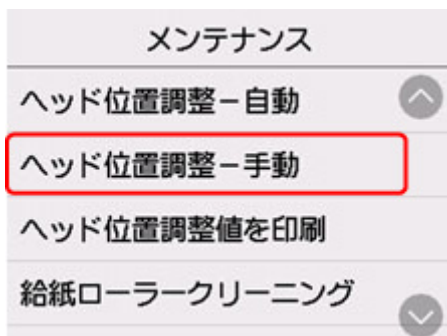 メンテナンス
ヘッド位置調整－自動
ヘッド位置調整－手動
ヘッド位置調整値を印刷
給紙ローラークリーニング